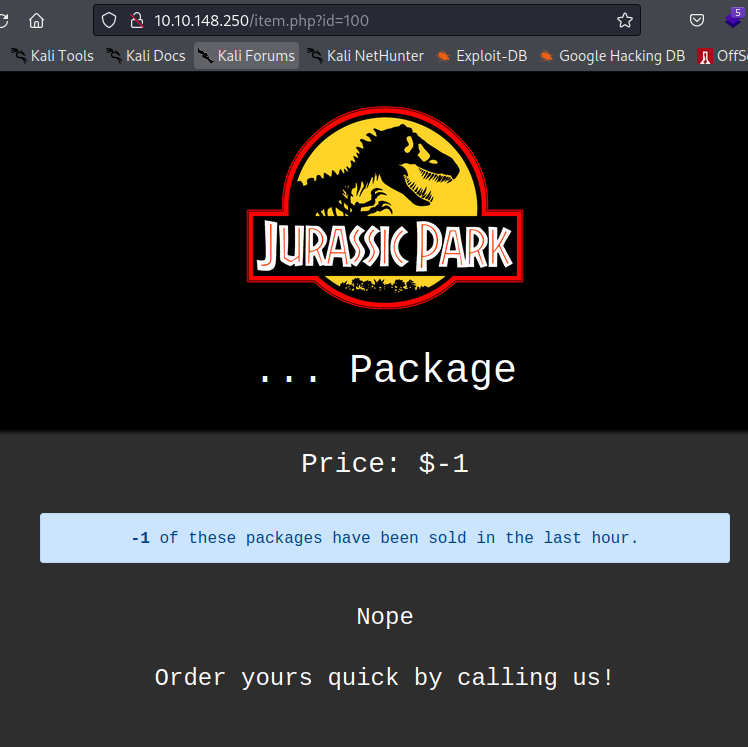 10.10.148.250/item.php?id=100
5
Kali Tools Kali Docs Kali Forums Kali NetHunter Exploit-DB Google Hacking DB OffS
JURASSIC PARK
... Package
Price: $-1
-1 of these packages have been sold in the last hour.
Nope
Order yours quick by calling us!